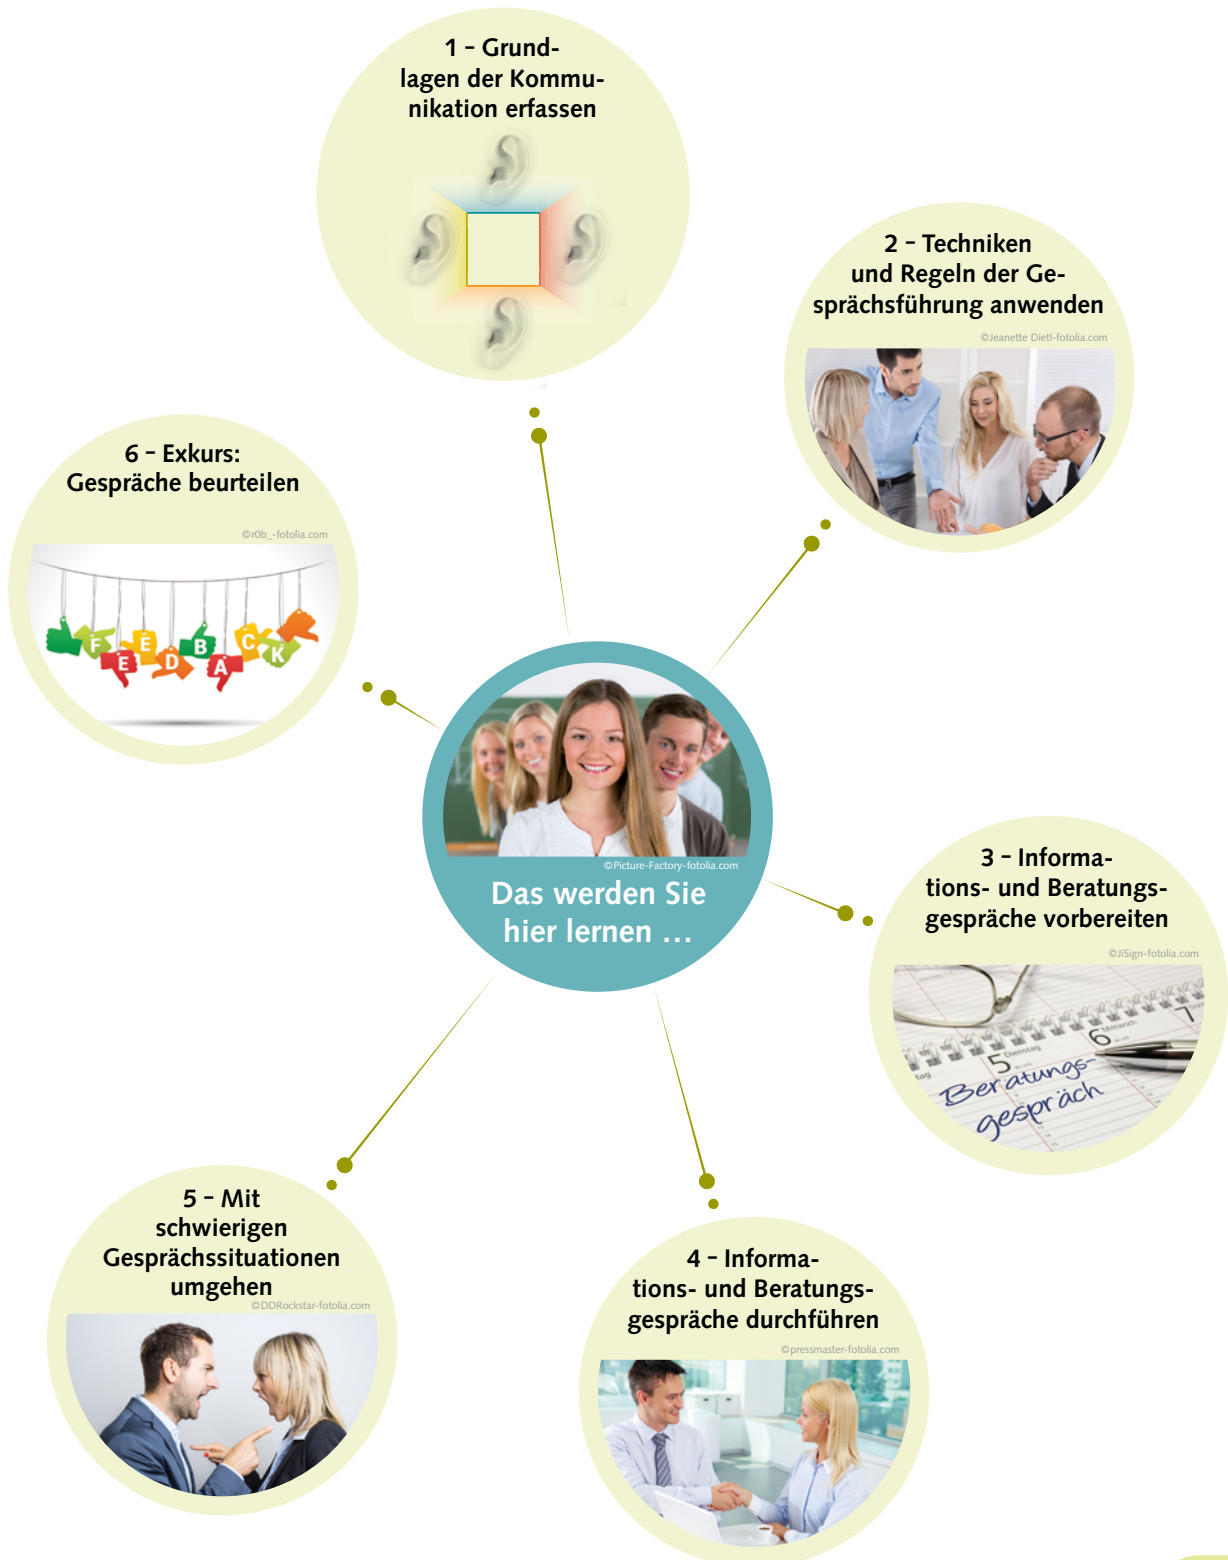 1 – Grund-
lagen der Kommu-
nikation erfassen
2 – Techniken
und Regeln der Ge-
sprächsführung anwenden
©Jeanette Dietl-fotolia.com
6 – Exkurs:
Gespräche beurteilen
©r0b_-fotolia.com
FEEDBACK
©Picture-Factory-fotolia.com
Das werden Sie
hier lernen …
3 – Informa-
tions- und Beratungs-
gespräche vorbereiten
©JiSign-fotolia.com
5 Dienstag
6 Mittwoch
7
Beratungs-
gespräch
5 – Mit
schwierigen
Gesprächssituationen
umgehen
©DDRockstar-fotolia.com
4 – Informa-
tions- und Beratungs-
gespräche durchführen
©pressmaster-fotolia.com